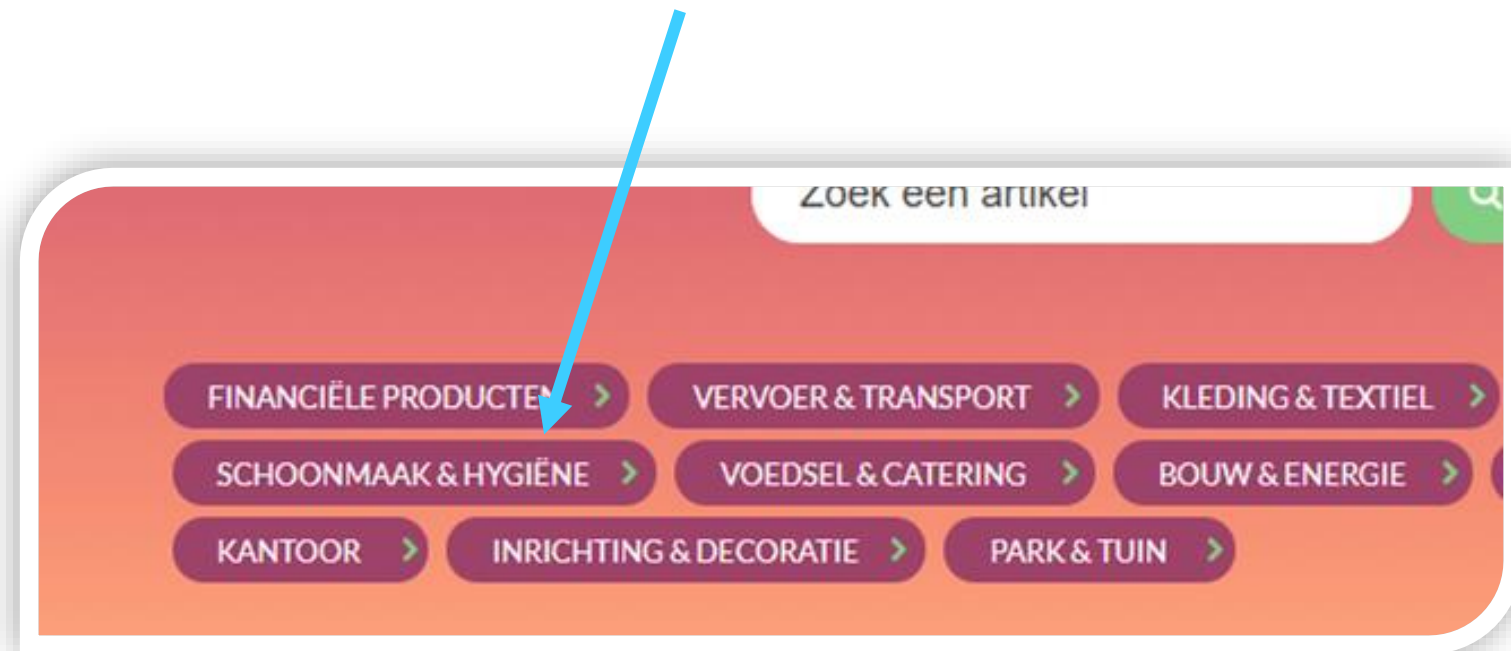 Zoek een artikel
FINANCIËLE PRODUCTEN VERVOER & TRANSPORT KLEDING & TEXTIEL
SCHOONMAAK & HYGIËNE VOEDSEL & CATERING BOUW & ENERGIE
KANTOOR INRICHTING & DECORATIE PARK & TUIN